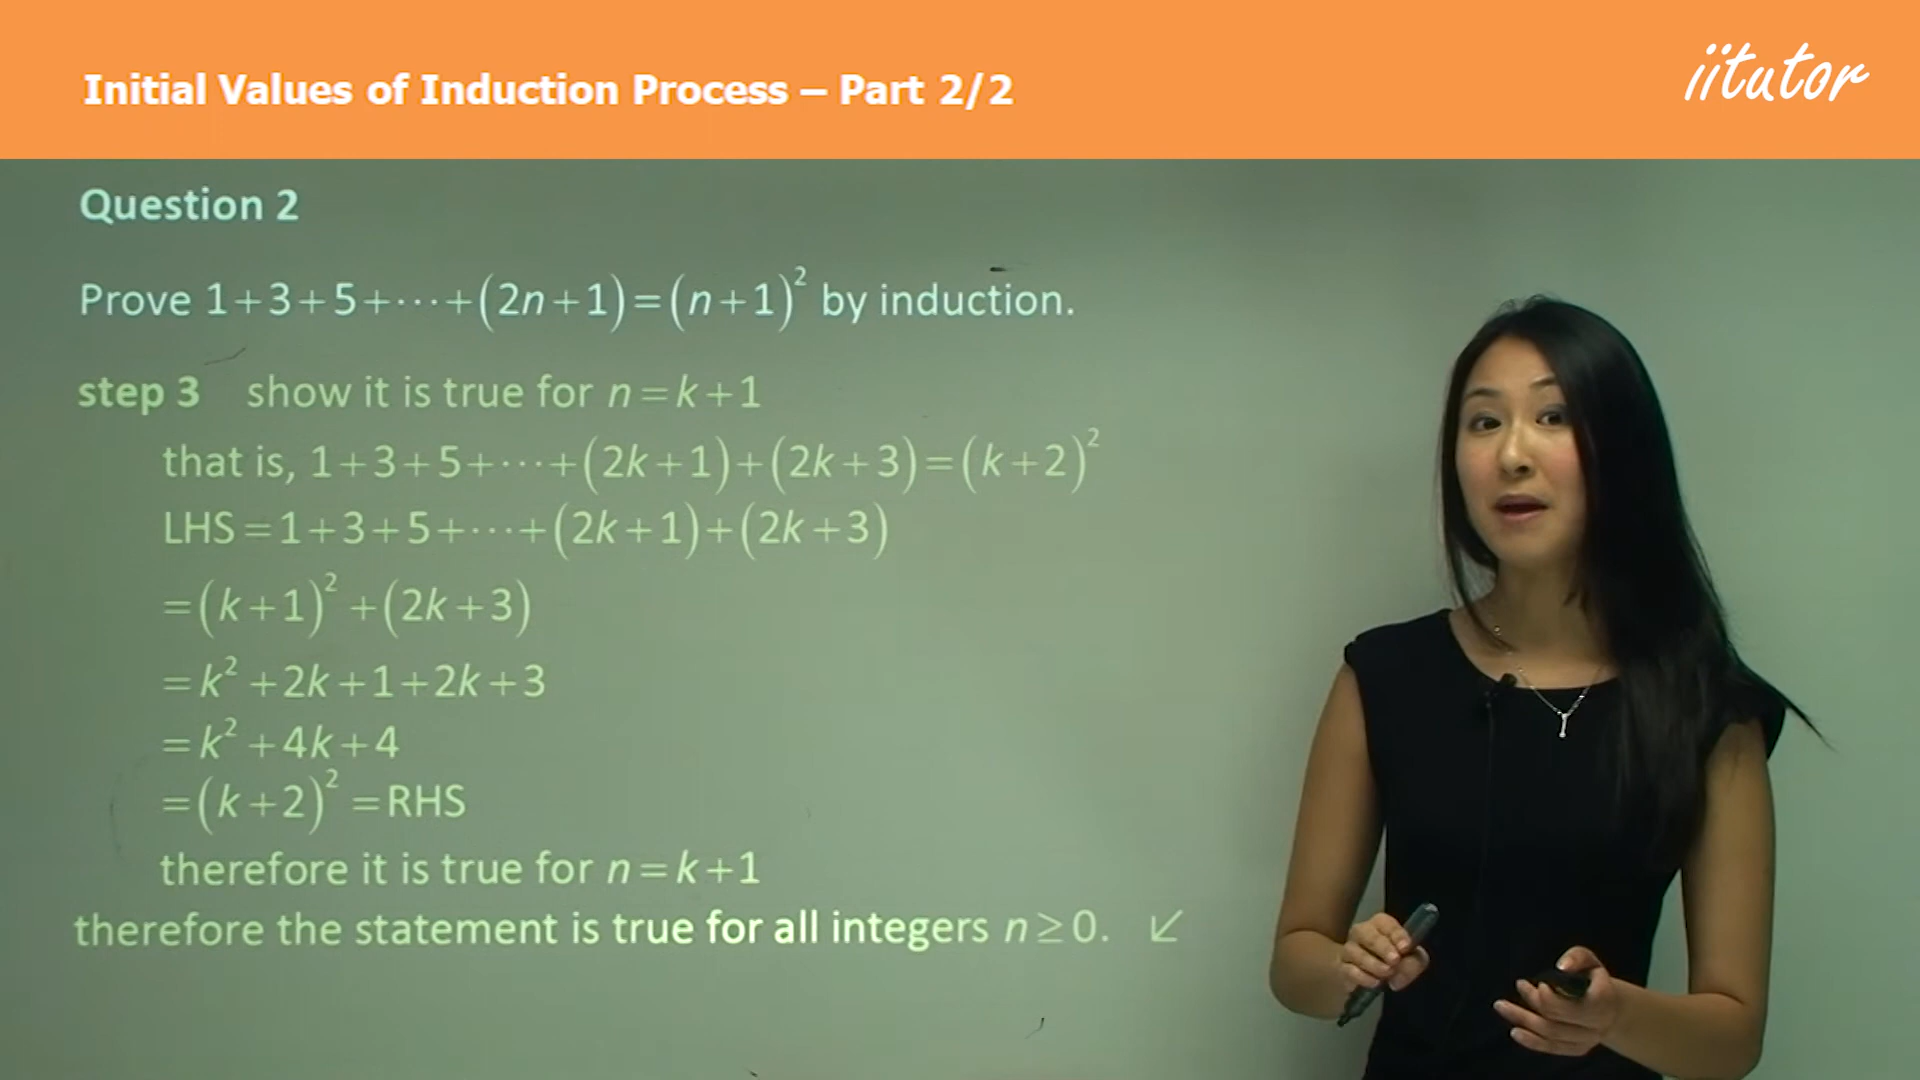 Initial Values of Induction Process – Part 2/2
iitutor
Question 2
Prove 1+3+5+⋯+(2n+1)=(n+1)² by induction.
step 3 show it is true for n=k+1
that is, 1+3+5+⋯+(2k+1)+(2k+3)=(k+2)²
LHS=1+3+5+⋯+(2k+1)+(2k+3)
=(k+1)²+(2k+3)
=k²+2k+1+2k+3
=k²+4k+4
=(k+2)²=RHS
therefore it is true for n=k+1
therefore the statement is true for all integers n≥0. ↙